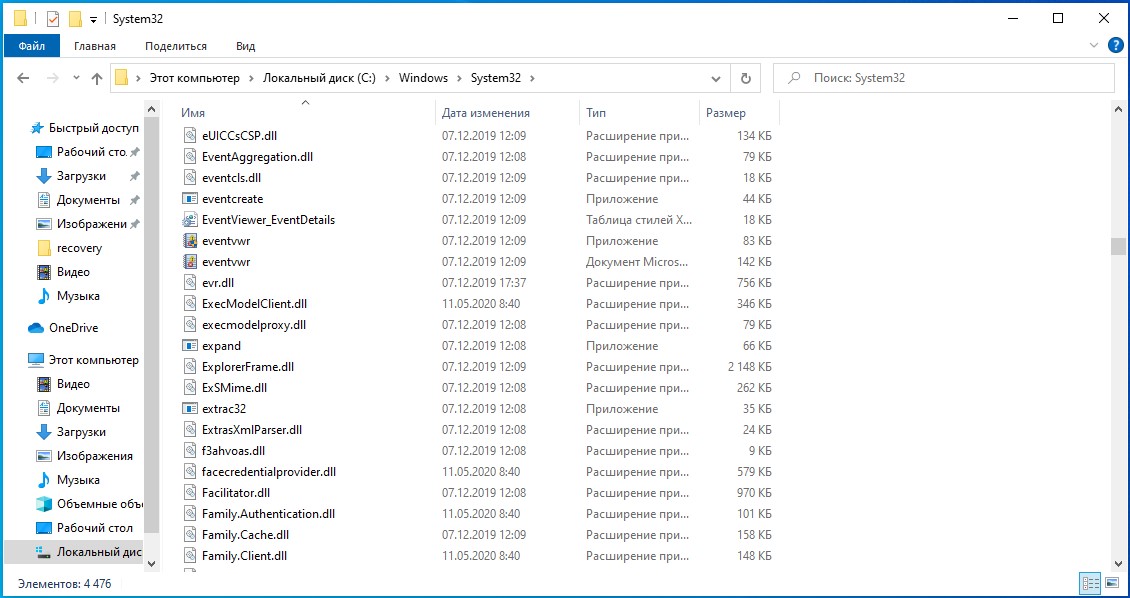 System32
Файл Главная Поделиться Вид
Этот компьютер Локальный диск (C:) Windows System32
Поиск: System32
Быстрый доступ
Рабочий сто.
Загрузки
Документы
Изображени
recovery
Видео
Музыка
OneDrive
Этот компьютер
Видео
Документы
Загрузки
Изображения
Музыка
Объемные объ
Рабочий стол
Локальный дис
Имя Дата изменения Тип Размер
eUICCsCSP.dll 07.12.2019 12:09 Расширение при... 134 КБ
EventAggregation.dll 07.12.2019 12:08 Расширение при... 79 КБ
eventcls.dll 07.12.2019 12:09 Расширение при... 18 КБ
eventcreate 07.12.2019 12:09 Приложение 44 КБ
EventViewer_EventDetails 07.12.2019 12:09 Таблица стилей X... 18 КБ
eventvwr 07.12.2019 12:09 Приложение 83 КБ
eventvwr 07.12.2019 12:09 Документ Micros... 142 КБ
evr.dll 07.12.2019 17:37 Расширение при... 756 КБ
ExecModelClient.dll 11.05.2020 8:40 Расширение при... 346 КБ
execmodelproxy.dll 07.12.2019 12:08 Расширение при... 79 КБ
expand 07.12.2019 12:08 Приложение 66 КБ
ExplorerFrame.dll 07.12.2019 12:09 Расширение при... 2 148 КБ
ExSMime.dll 07.12.2019 12:08 Расширение при... 262 КБ
extrac32 07.12.2019 12:08 Приложение 35 КБ
ExtrasXmlParser.dll 07.12.2019 12:08 Расширение при... 24 КБ
f3ahvoas.dll 07.12.2019 12:08 Расширение при... 9 КБ
facecredentialprovider.dll 11.05.2020 8:40 Расширение при... 579 КБ
Facilitator.dll 07.12.2019 12:08 Расширение при... 970 КБ
Family.Authentication.dll 11.05.2020 8:40 Расширение при... 101 КБ
Family.Cache.dll 07.12.2019 12:09 Расширение при... 158 КБ
Family.Client.dll 11.05.2020 8:40 Расширение при... 148 КБ
Элементов: 4 476